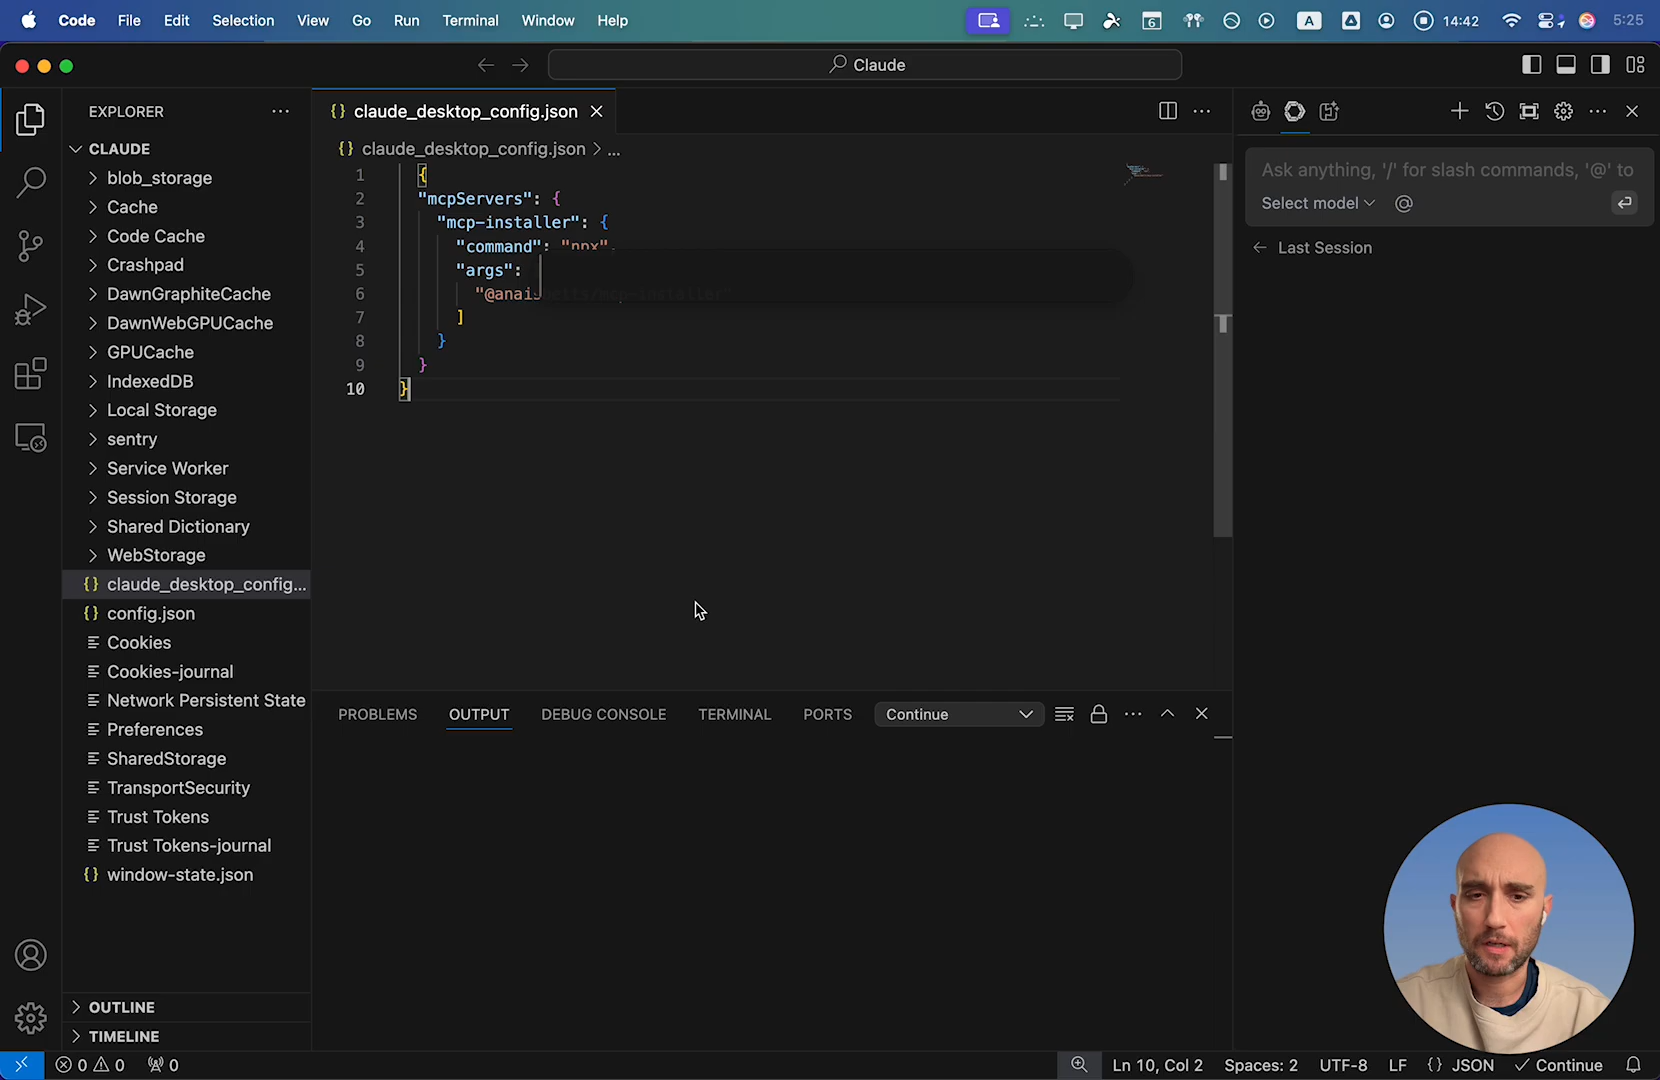 Code File Edit Selection View Go Run Terminal Window Help 6 A 14:42 5:25
Claude
EXPLORER
claude_desktop_config.json
CLAUDE
claude_desktop_config.json > ...
blob_storage
Cache
Code Cache
Crashpad
DawnGraphiteCache
DawnWebGPUCache
GPUCache
IndexedDB
Local Storage
sentry
Service Worker
Session Storage
Shared Dictionary
WebStorage
{} claude_desktop_config...
{} config.json
Cookies
Cookies-journal
Network Persistent State
Preferences
SharedStorage
TransportSecurity
Trust Tokens
Trust Tokens-journal
{} window-state.json
OUTLINE
TIMELINE
1 {
2 "mcpServers": {
3 "mcp-installer": {
4 "command": "npx",
5 "args":
6 "@anaisbetts/mcp-installer"
7 ]
8 }
9 }
10 }
PROBLEMS OUTPUT DEBUG CONSOLE TERMINAL PORTS Continue
Ask anything, '/' for slash commands, '@' to
Select model @
Last Session
0 0 0 Ln 10, Col 2 Spaces: 2 UTF-8 LF {} JSON Continue